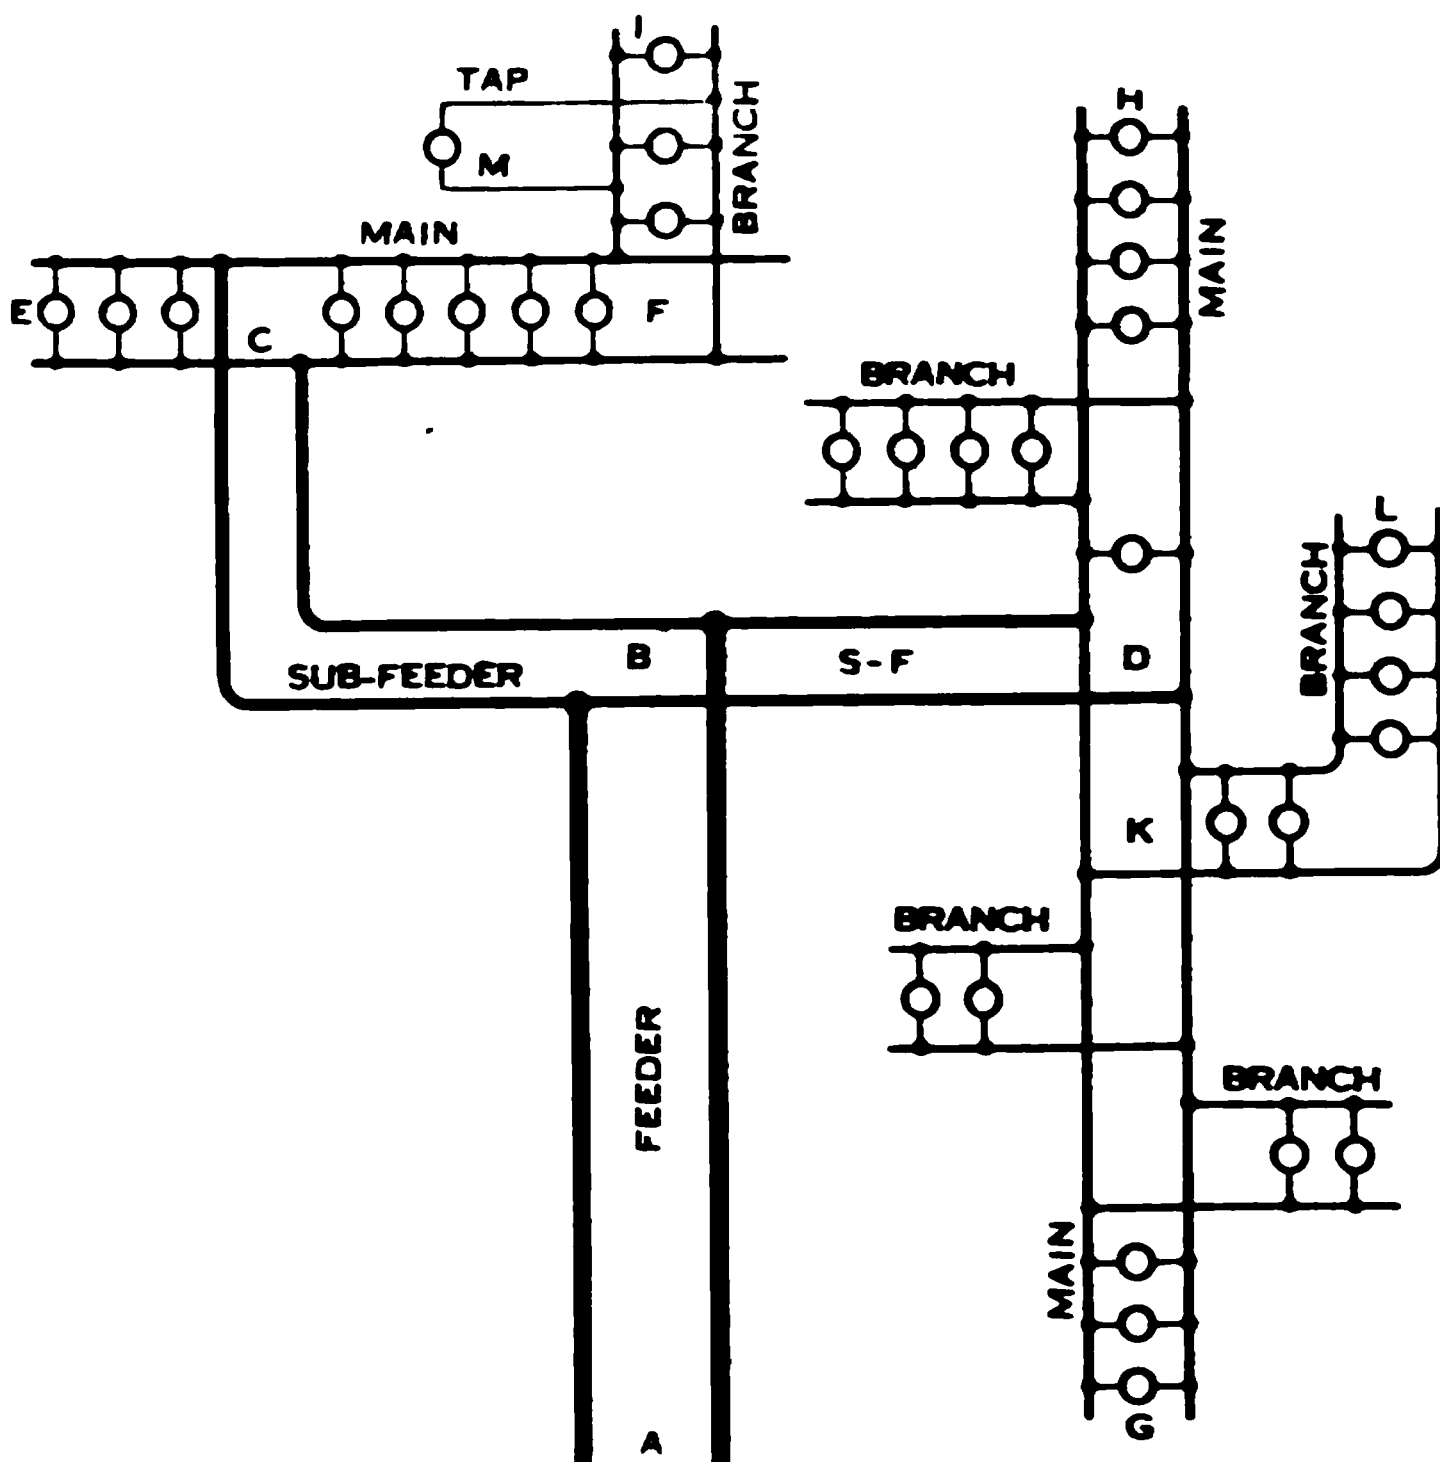 I
TAP
H
M
BRANCH
MAIN
MAIN
E
F
C
BRANCH
L
BRANCH
B
S-F
D
SUB-FEEDER
K
BRANCH
FEEDER
BRANCH
MAIN
G
A